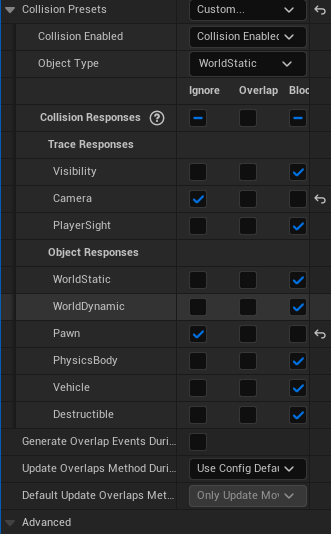 Collision Presets Custom...
Collision Enabled Collision Enabled
Object Type WorldStatic
Ignore Overlap Bloc
Collision Responses ?
Trace Responses
Visibility
Camera
PlayerSight
Object Responses
WorldStatic
WorldDynamic
Pawn
PhysicsBody
Vehicle
Destructible
Generate Overlap Events Duri...
Update Overlaps Method Duri... Use Config Defau
Default Update Overlaps Met... Only Update Mov
Advanced